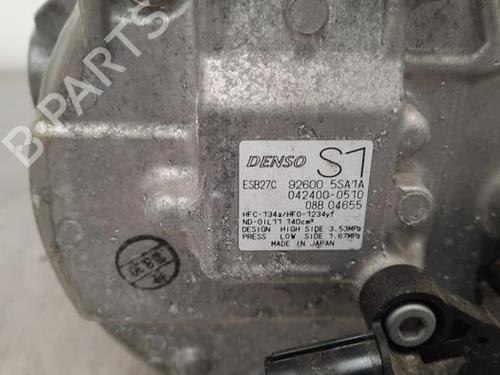 B-PARTS
DENSO S1
ESB27C 92600 5SA1A
042400-0510
08B 04655
HFC-134a/HFO-1234yf
ND-OIL11 140cm³
DESIGN HIGH SIDE 3.53MPa
PRESS LOW SIDE 1.67MPa
MADE IN JAPAN